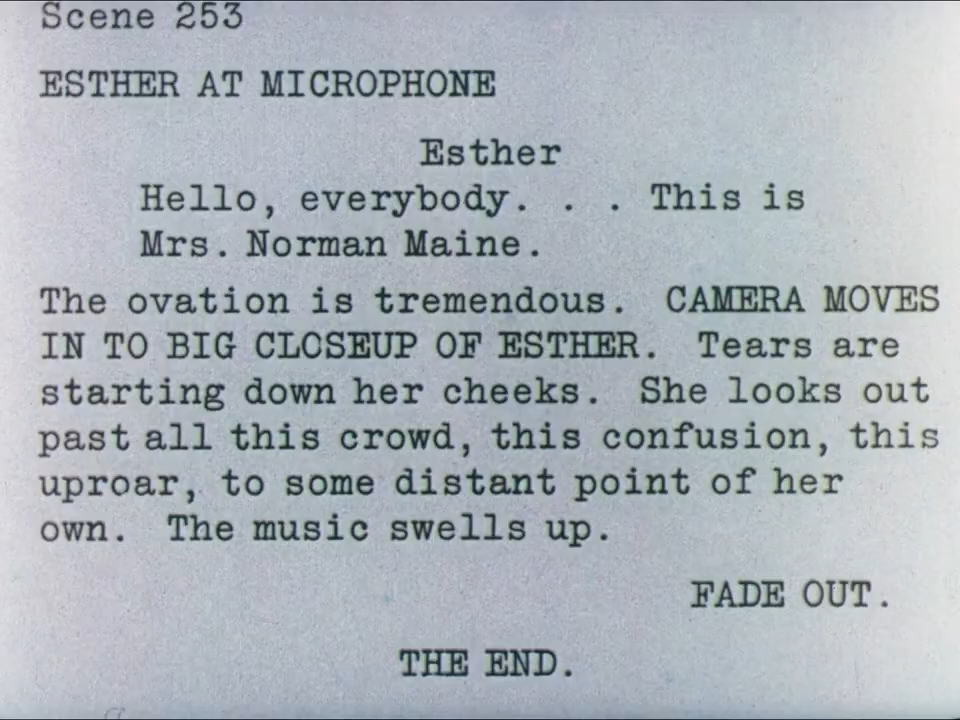 Scene 253
ESTHER AT MICROPHONE
Esther
Hello, everybody. . . This is
Mrs. Norman Maine.
The ovation is tremendous. CAMERA MOVES
IN TO BIG CLOSEUP OF ESTHER. Tears are
starting down her cheeks. She looks out
past all this crowd, this confusion, this
uproar, to some distant point of her
own. The music swells up.
FADE OUT.
THE END.